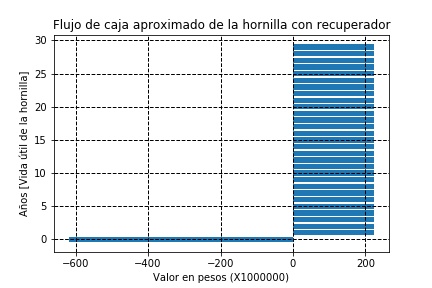 Flujo de caja aproximado de la hornilla con recuperador
Años [Vida útil de la hornilla]
30
25
20
15
10
5
0
−600 −400 −200 0 200
Valor en pesos (X1000000)